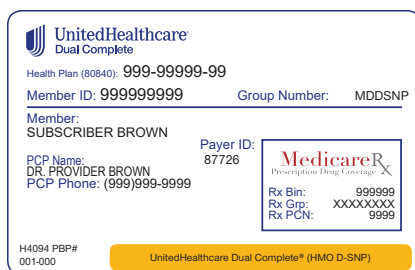 UnitedHealthcare®
Dual Complete
Health Plan (80840): 999-99999-99
Member ID: 999999999 Group Number: MDDSNP
Member:
SUBSCRIBER BROWN
Payer ID:
87726
PCP Name:
DR. PROVIDER BROWN
PCP Phone: (999)999-9999
MedicareRx
Prescription Drug Coverage
Rx Bin: 999999
Rx Grp: XXXXXXXX
Rx PCN: 9999
H4094 PBP#
001-000
UnitedHealthcare Dual Complete® (HMO D-SNP)